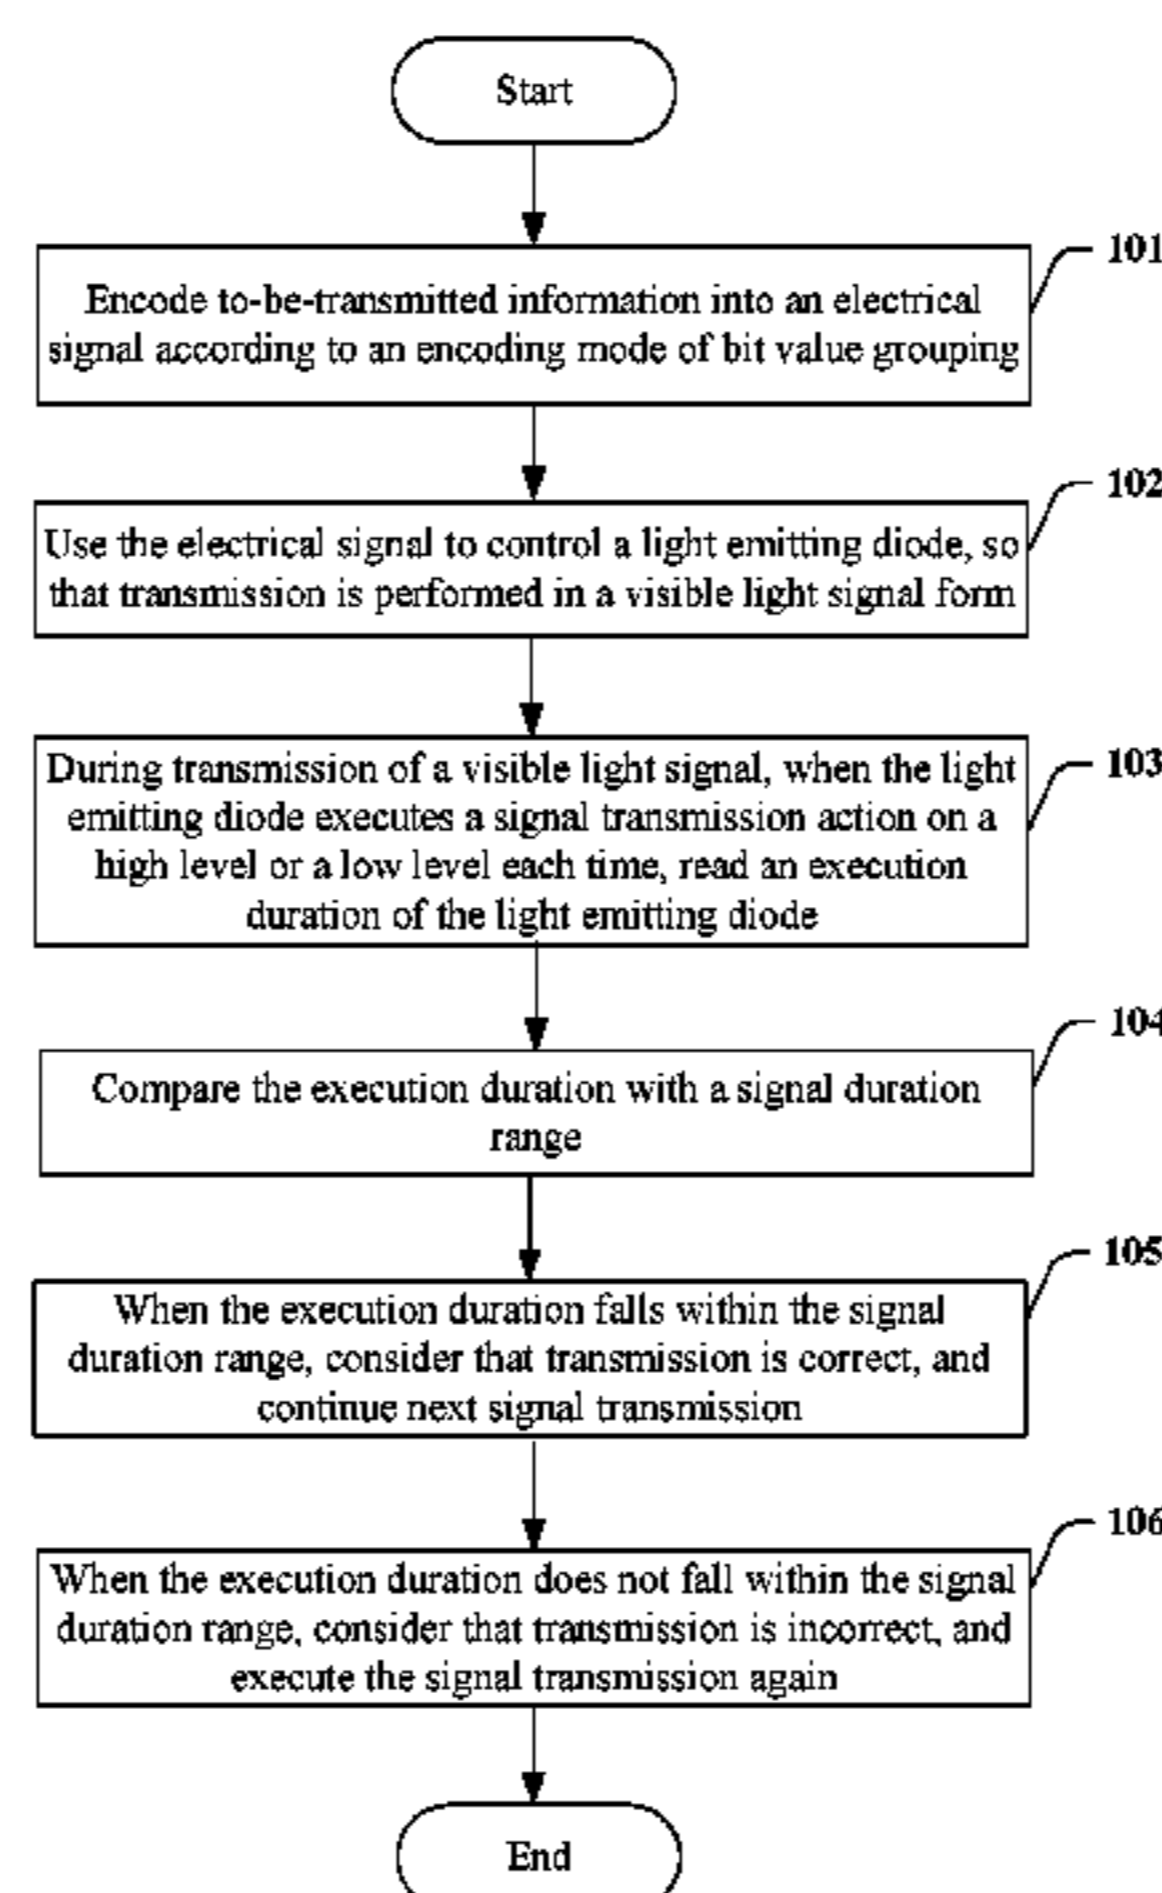 Start
101
Encode to-be-transmitted information into an electrical
signal according to an encoding mode of bit value grouping
102
Use the electrical signal to control a light emitting diode, so
that transmission is performed in a visible light signal form
103
During transmission of a visible light signal, when the light
emitting diode executes a signal transmission action on a
high level or a low level each time, read an execution
duration of the light emitting diode
104
Compare the execution duration with a signal duration
range
105
When the execution duration falls within the signal
duration range, consider that transmission is correct, and
continue next signal transmission
106
When the execution duration does not fall within the signal
duration range, consider that transmission is incorrect, and
execute the signal transmission again
End